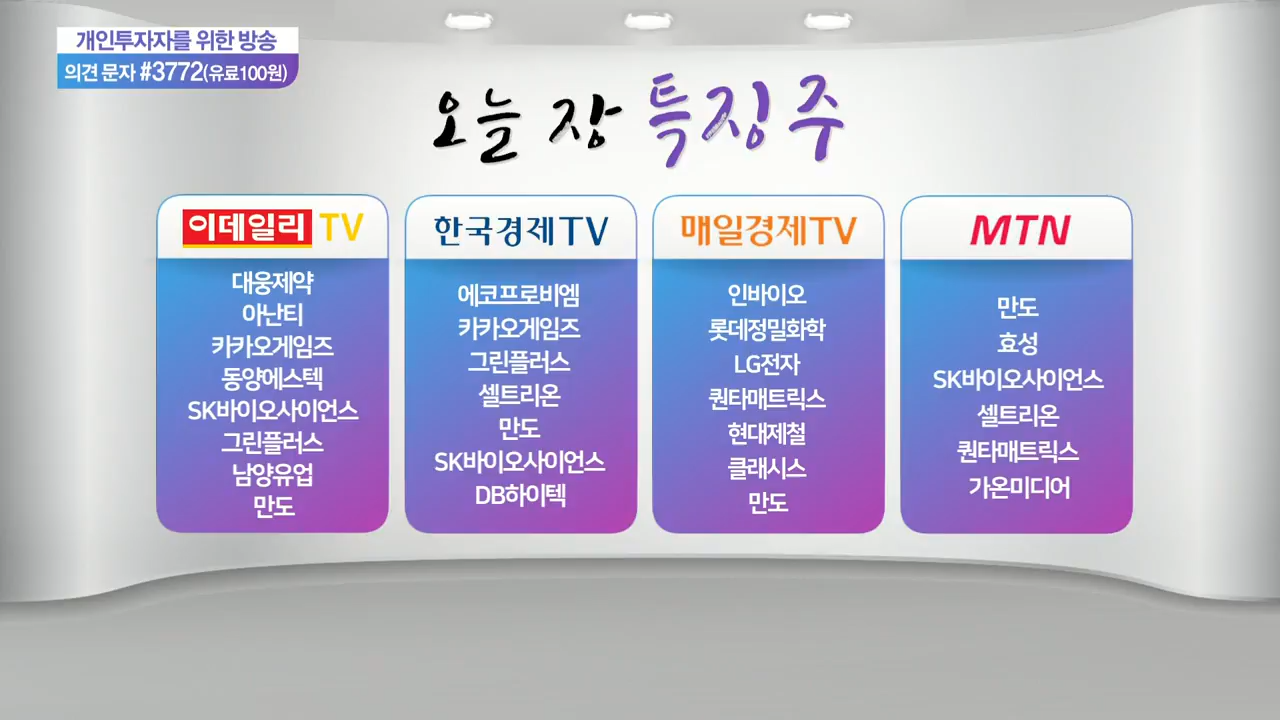 개인투자자를 위한 방송
의견 문자 #3772(유료100원)
오늘 장 특징주
이데일리 TV
대웅제약
아난티
카카오게임즈
동양에스텍
SK바이오사이언스
그린플러스
남양유업
만도
한국경제TV
에코프로비엠
카카오게임즈
그린플러스
셀트리온
만도
SK바이오사이언스
DB하이텍
매일경제TV
인바이오
롯데정밀화학
LG전자
퀀타매트릭스
현대제철
클래시스
만도
MTN
만도
효성
SK바이오사이언스
셀트리온
퀀타매트릭스
가온미디어